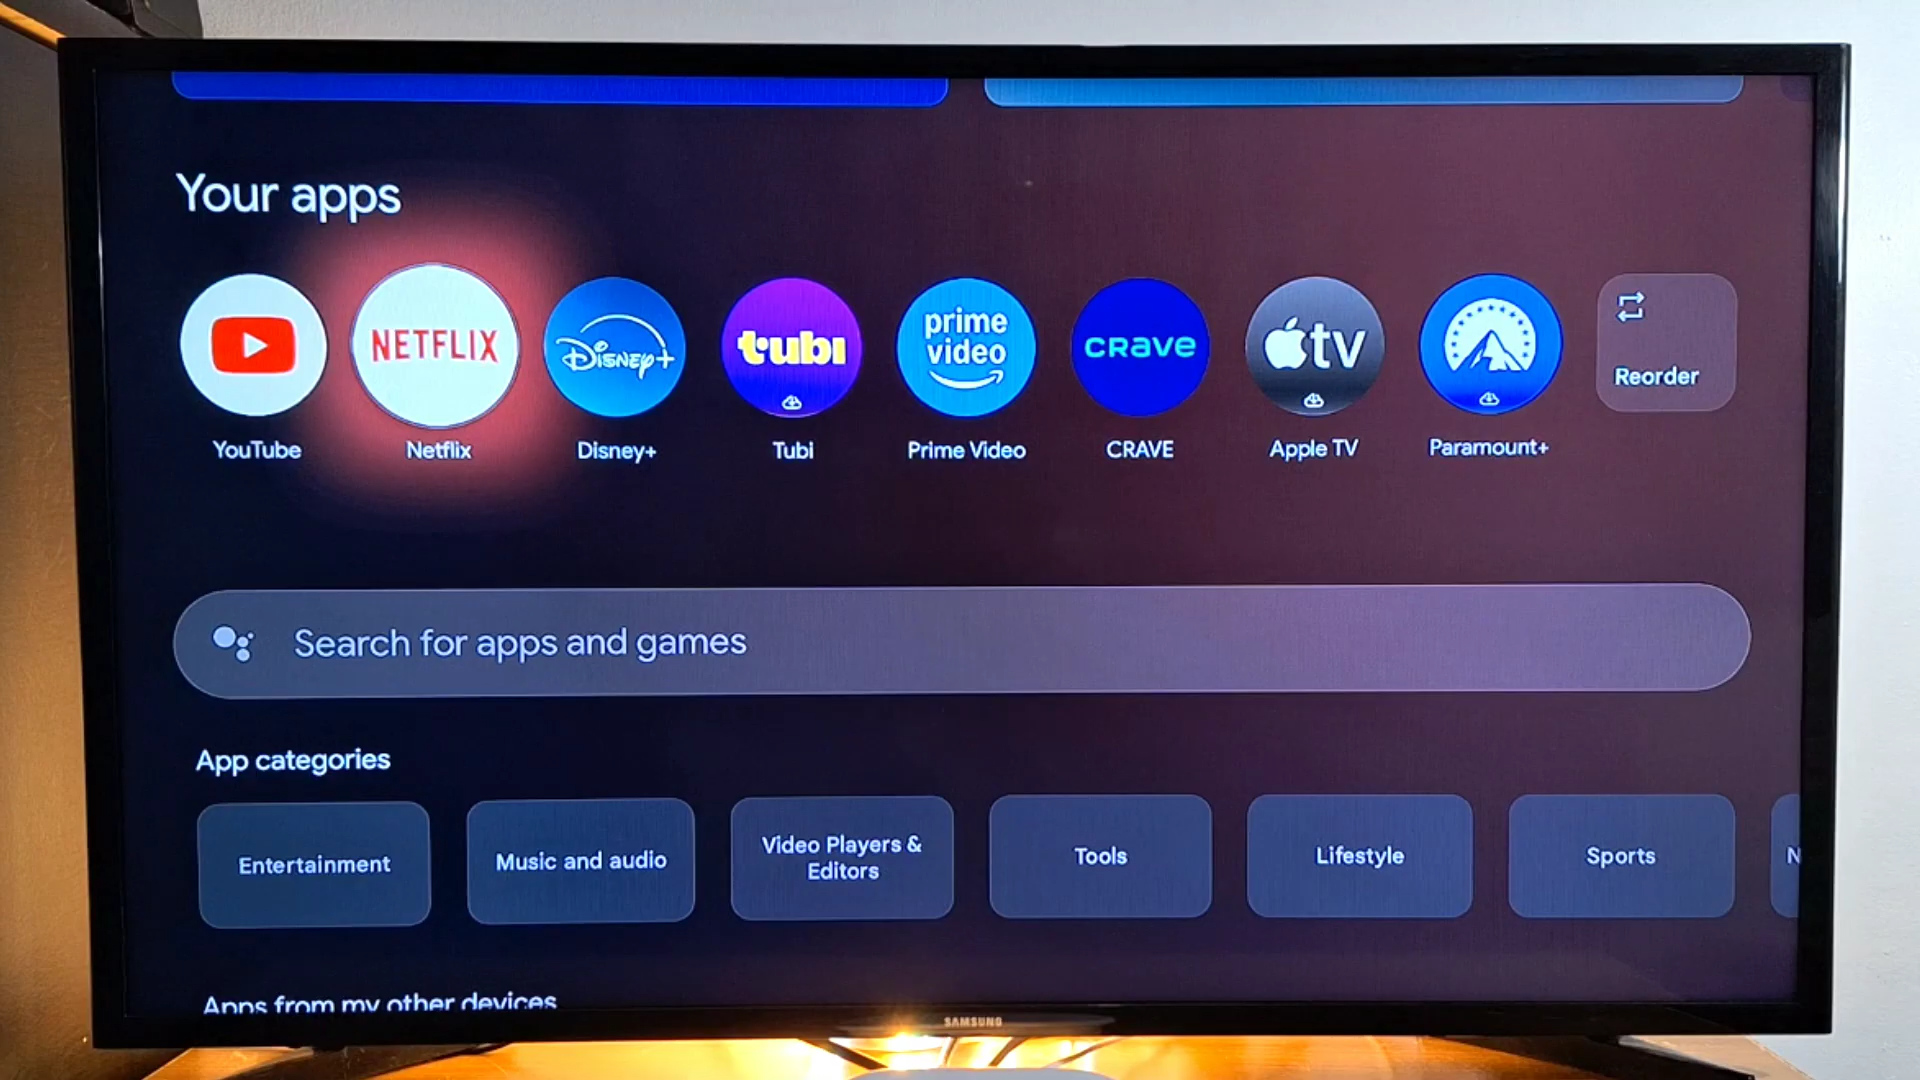 Your apps
NETFLIX
Disney+
tubi
prime video
CRAVE
tv
Reorder
YouTube
Netflix
Disney+
Tubi
Prime Video
CRAVE
Apple TV
Paramount+
Search for apps and games
App categories
Entertainment
Music and audio
Video Players &
Editors
Tools
Lifestyle
Sports
N
Apps from my other devices
SAMSUNG